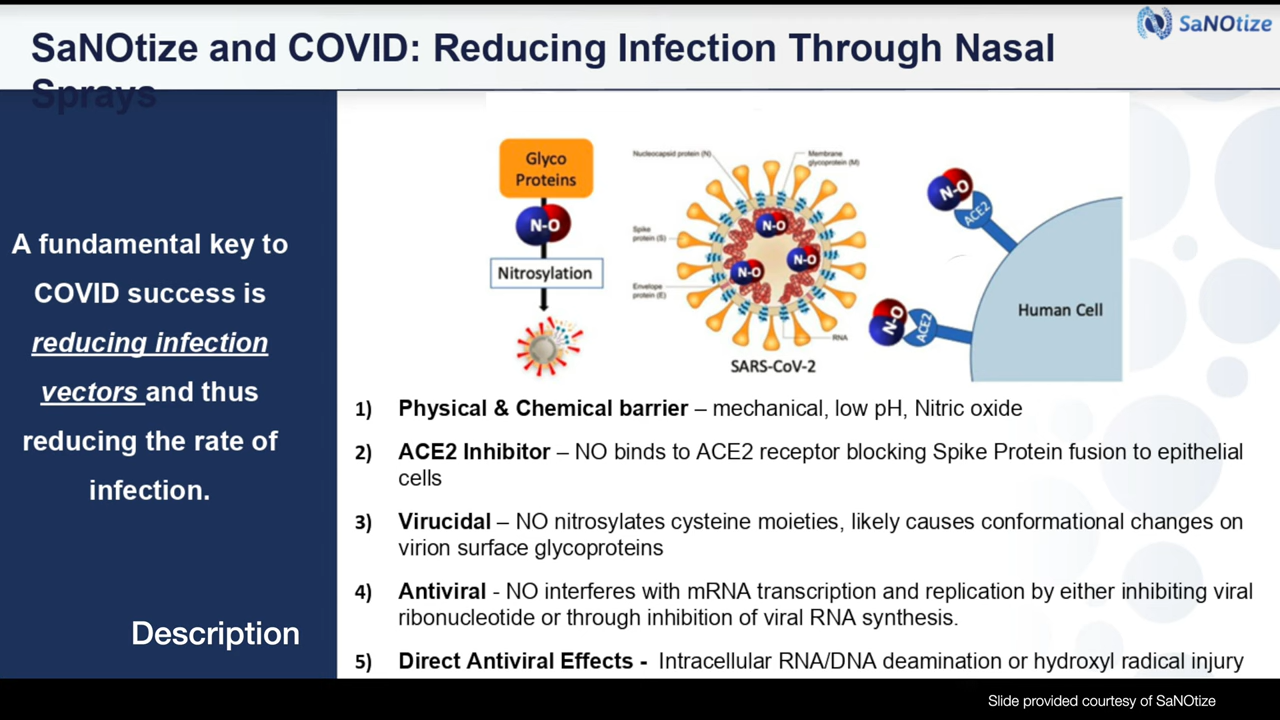 SaNOtize
SaNOtize and COVID: Reducing Infection Through Nasal
Sprays
A fundamental key to
COVID success is
reducing infection
vectors and thus
reducing the rate of
infection.
Description
Glyco
Proteins
N-O
Nitrosylation
Nucleocapsid protein (N)
Membrane
glycoprotein (M)
Spike
protein (S)
Envelope
protein (E)
RNA
N-O
N-O
N-O
SARS-CoV-2
N-O
ACE2
N-O
ACE2
Human Cell
1) Physical & Chemical barrier – mechanical, low pH, Nitric oxide
2) ACE2 Inhibitor – NO binds to ACE2 receptor blocking Spike Protein fusion to epithelial
cells
3) Virucidal – NO nitrosylates cysteine moieties, likely causes conformational changes on
virion surface glycoproteins
4) Antiviral - NO interferes with mRNA transcription and replication by either inhibiting viral
ribonucleotide or through inhibition of viral RNA synthesis.
5) Direct Antiviral Effects - Intracellular RNA/DNA deamination or hydroxyl radical injury
Slide provided courtesy of SaNOtize